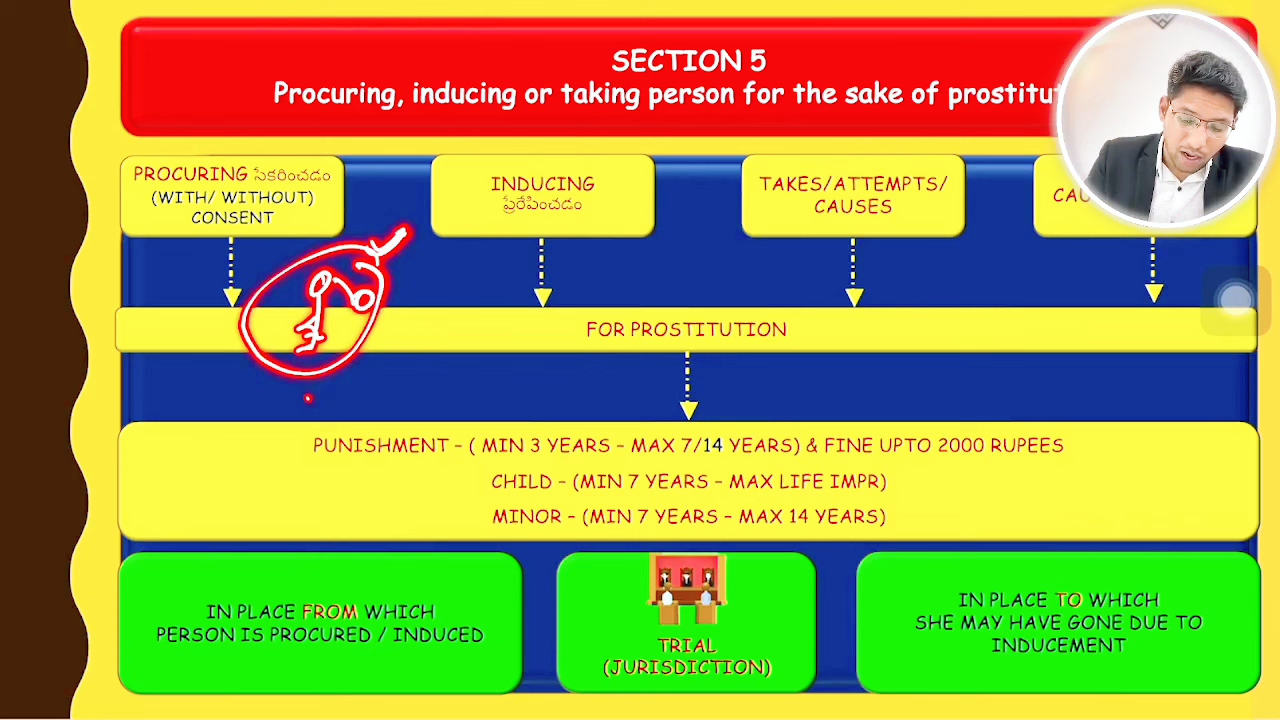 SECTION 5
Procuring, inducing or taking person for the sake of
PROCURING సేకరించడం
(WITH/ WITHOUT)
CONSENT
INDUCING
ప్రేరేపించడం
TAKES/ATTEMPTS/
CAUSES
FOR PROSTITUTION
PUNISHMENT – ( MIN 3 YEARS – MAX 7/14 YEARS) & FINE UPTO 2000 RUPEES
CHILD – (MIN 7 YEARS – MAX LIFE IMPR)
MINOR – (MIN 7 YEARS – MAX 14 YEARS)
IN PLACE FROM WHICH
PERSON IS PROCURED / INDUCED
TRIAL
(JURISDICTION)
IN PLACE TO WHICH
SHE MAY HAVE GONE DUE TO
INDUCEMENT